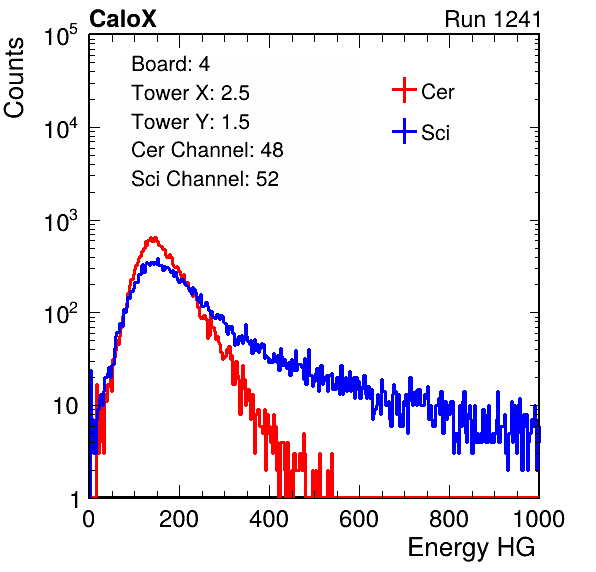 CaloX Run 1241
Counts
10^5
10^4
10^3
10^2
10
1
Board: 4
Tower X: 2.5
Tower Y: 1.5
Cer Channel: 48
Sci Channel: 52
Cer
Sci
0 200 400 600 800 1000
Energy HG